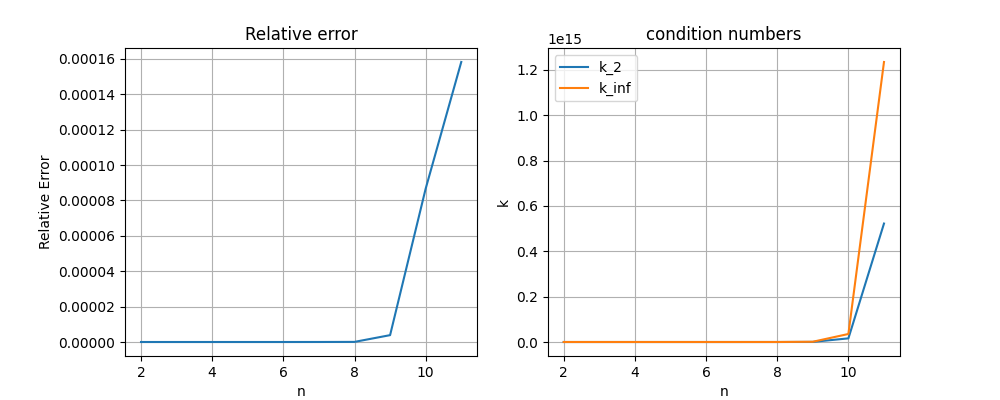 Relative error
0.00016
0.00014
0.00012
0.00010
0.00008
0.00006
0.00004
0.00002
0.00000
Relative Error
2 4 6 8 10
n
condition numbers
1e15
k_2
k_inf
1.2
1.0
0.8
0.6
0.4
0.2
0.0
k
2 4 6 8 10
n